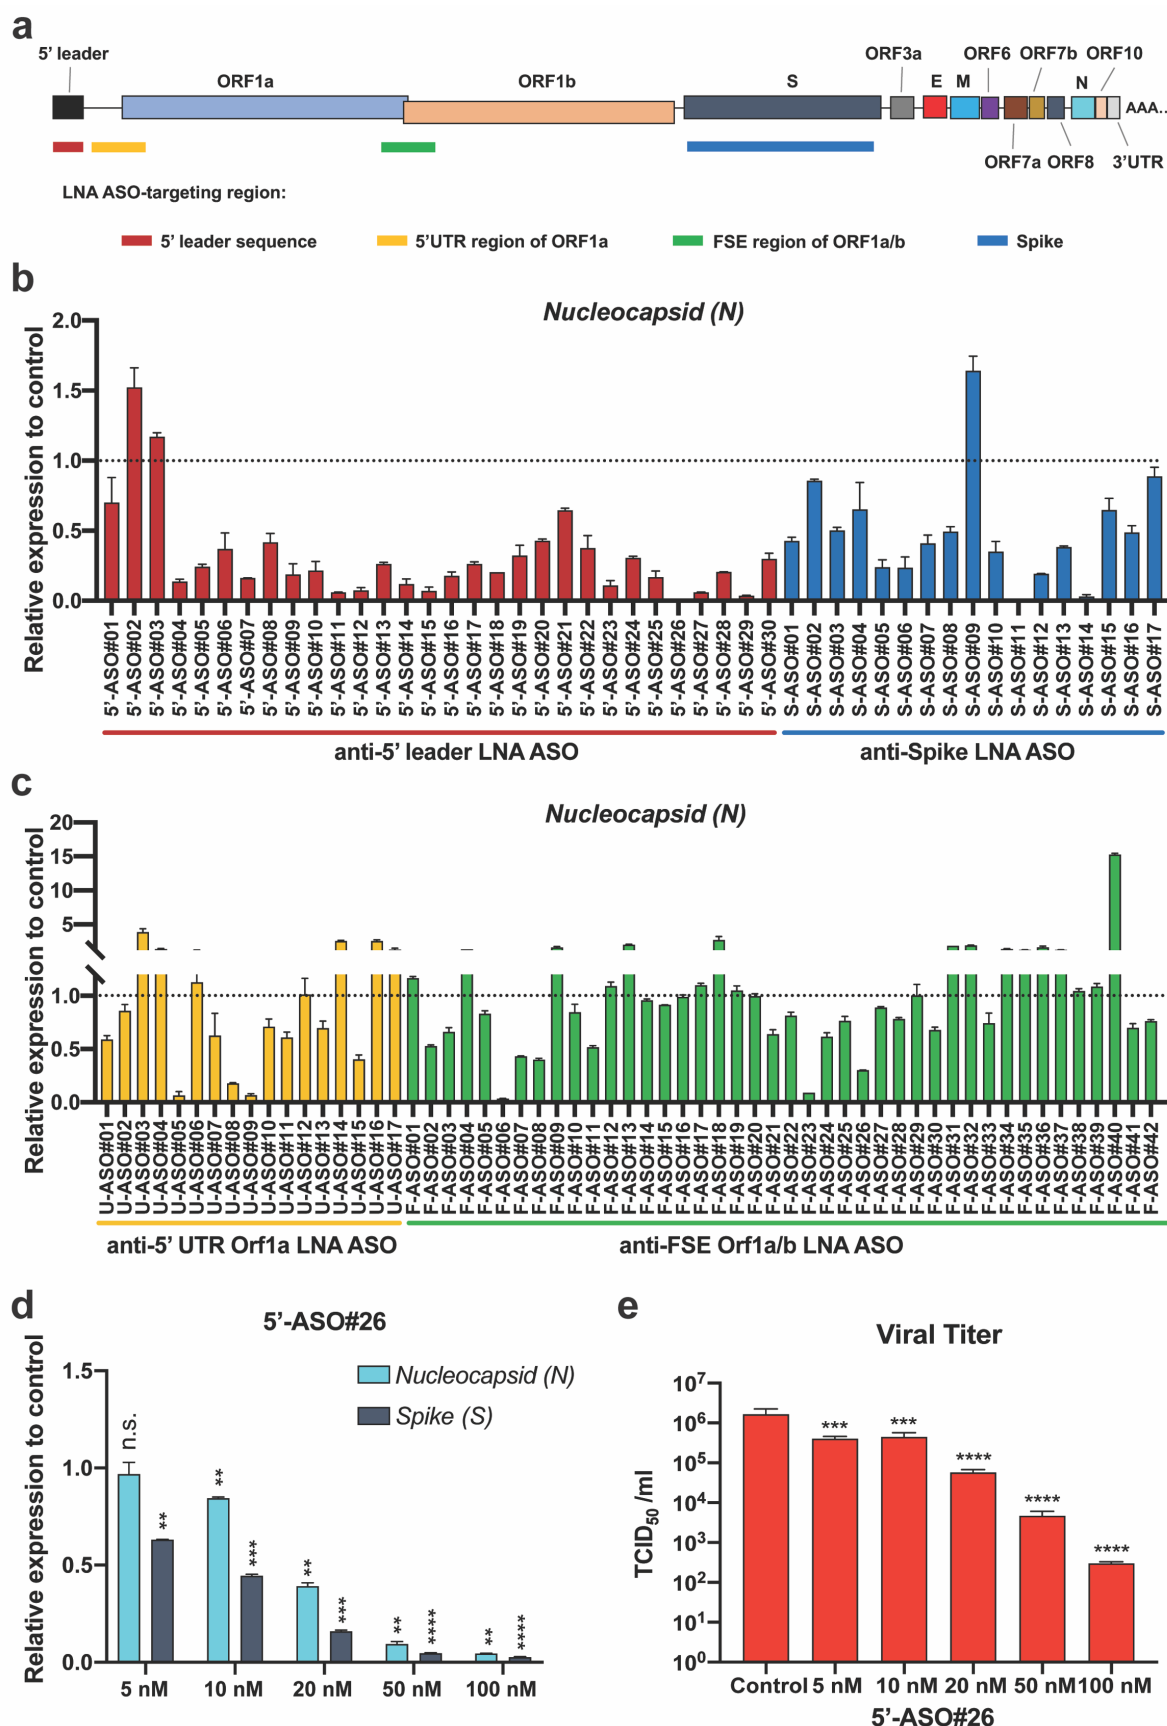 a
5’ leader
ORF1a
ORF1b
S
ORF3a
E
M
ORF6
ORF7b
N
ORF10
AAA..
ORF7a
ORF8
3’UTR
LNA ASO-targeting region:
5’ leader sequence
5’UTR region of ORF1a
FSE region of ORF1a/b
Spike
b
Nucleocapsid (N)
Relative expression to control
2.0
1.5
1.0
0.5
0.0
5’-ASO#01
5’-ASO#02
5’-ASO#03
5’-ASO#04
5’-ASO#05
5’-ASO#06
5’-ASO#07
5’-ASO#08
5’-ASO#09
5’-ASO#10
5’-ASO#11
5’-ASO#12
5’-ASO#13
5’-ASO#14
5’-ASO#15
5’-ASO#16
5’-ASO#17
5’-ASO#18
5’-ASO#19
5’-ASO#20
5’-ASO#21
5’-ASO#22
5’-ASO#23
5’-ASO#24
5’-ASO#25
5’-ASO#26
5’-ASO#27
5’-ASO#28
5’-ASO#29
5’-ASO#30
S-ASO#01
S-ASO#02
S-ASO#03
S-ASO#04
S-ASO#05
S-ASO#06
S-ASO#07
S-ASO#08
S-ASO#09
S-ASO#10
S-ASO#11
S-ASO#12
S-ASO#13
S-ASO#14
S-ASO#15
S-ASO#16
S-ASO#17
anti-5’ leader LNA ASO
anti-Spike LNA ASO
c
Nucleocapsid (N)
Relative expression to control
20
15
10
5
1.0
0.5
0.0
U-ASO#01
U-ASO#02
U-ASO#03
U-ASO#04
U-ASO#05
U-ASO#06
U-ASO#07
U-ASO#08
U-ASO#09
U-ASO#10
U-ASO#11
U-ASO#12
U-ASO#13
U-ASO#14
U-ASO#15
U-ASO#16
U-ASO#17
F-ASO#01
F-ASO#02
F-ASO#03
F-ASO#04
F-ASO#05
F-ASO#06
F-ASO#07
F-ASO#08
F-ASO#09
F-ASO#10
F-ASO#11
F-ASO#12
F-ASO#13
F-ASO#14
F-ASO#15
F-ASO#16
F-ASO#17
F-ASO#18
F-ASO#19
F-ASO#20
F-ASO#21
F-ASO#22
F-ASO#23
F-ASO#24
F-ASO#25
F-ASO#26
F-ASO#27
F-ASO#28
F-ASO#29
F-ASO#30
F-ASO#31
F-ASO#32
F-ASO#33
F-ASO#34
F-ASO#35
F-ASO#36
F-ASO#37
F-ASO#38
F-ASO#39
F-ASO#40
F-ASO#41
F-ASO#42
anti-5’ UTR Orf1a LNA ASO
anti-FSE Orf1a/b LNA ASO
d
5’-ASO#26
Relative expression to control
1.5
1.0
0.5
0.0
Nucleocapsid (N)
Spike (S)
n.s.
**
**
***
**
***
**
****
**
****
5 nM
10 nM
20 nM
50 nM
100 nM
e
Viral Titer
TCID50 /ml
10⁷
10⁶
10⁵
10⁴
10³
10²
10¹
10⁰
***
***
****
****
****
Control
5 nM
10 nM
20 nM
50 nM
100 nM
5’-ASO#26